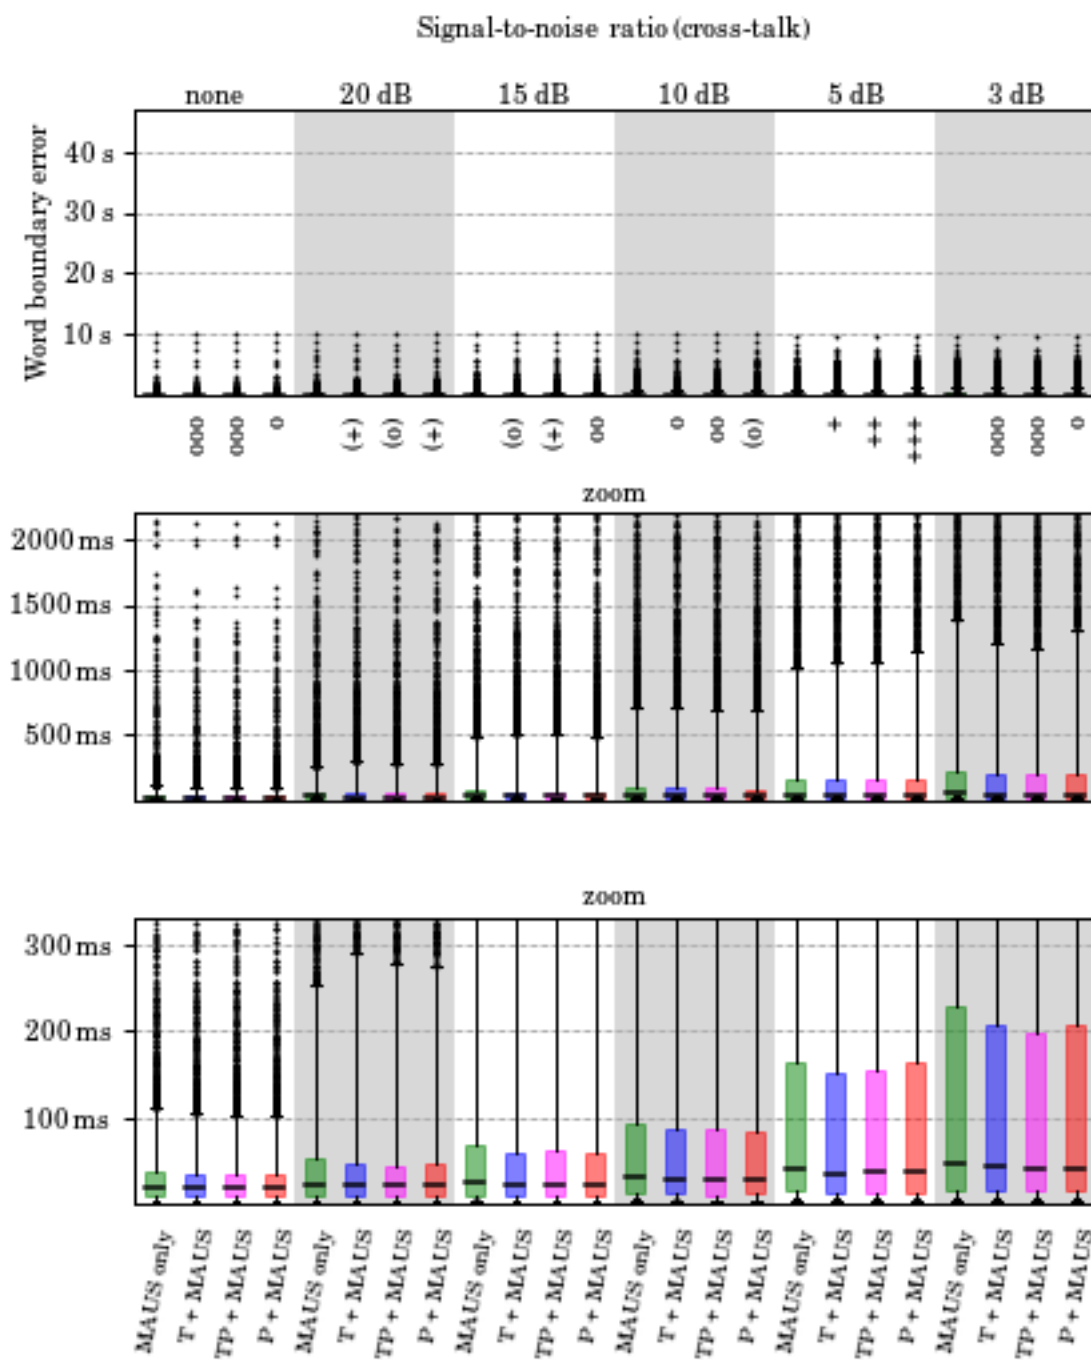 Signal-to-noise ratio (cross-talk)
none 20 dB 15 dB 10 dB 5 dB 3 dB
Word boundary error
40 s
30 s
20 s
10 s
ooo ooo o (+) (o) (+) (o) (+) oo o oo (o) + ++ +++ ooo ooo o
zoom
2000 ms
1500 ms
1000 ms
500 ms
zoom
300 ms
200 ms
100 ms
MAUS only T + MAUS TP + MAUS P + MAUS MAUS only T + MAUS TP + MAUS P + MAUS MAUS only T + MAUS TP + MAUS P + MAUS MAUS only T + MAUS TP + MAUS P + MAUS MAUS only T + MAUS TP + MAUS P + MAUS MAUS only T + MAUS TP + MAUS P + MAUS